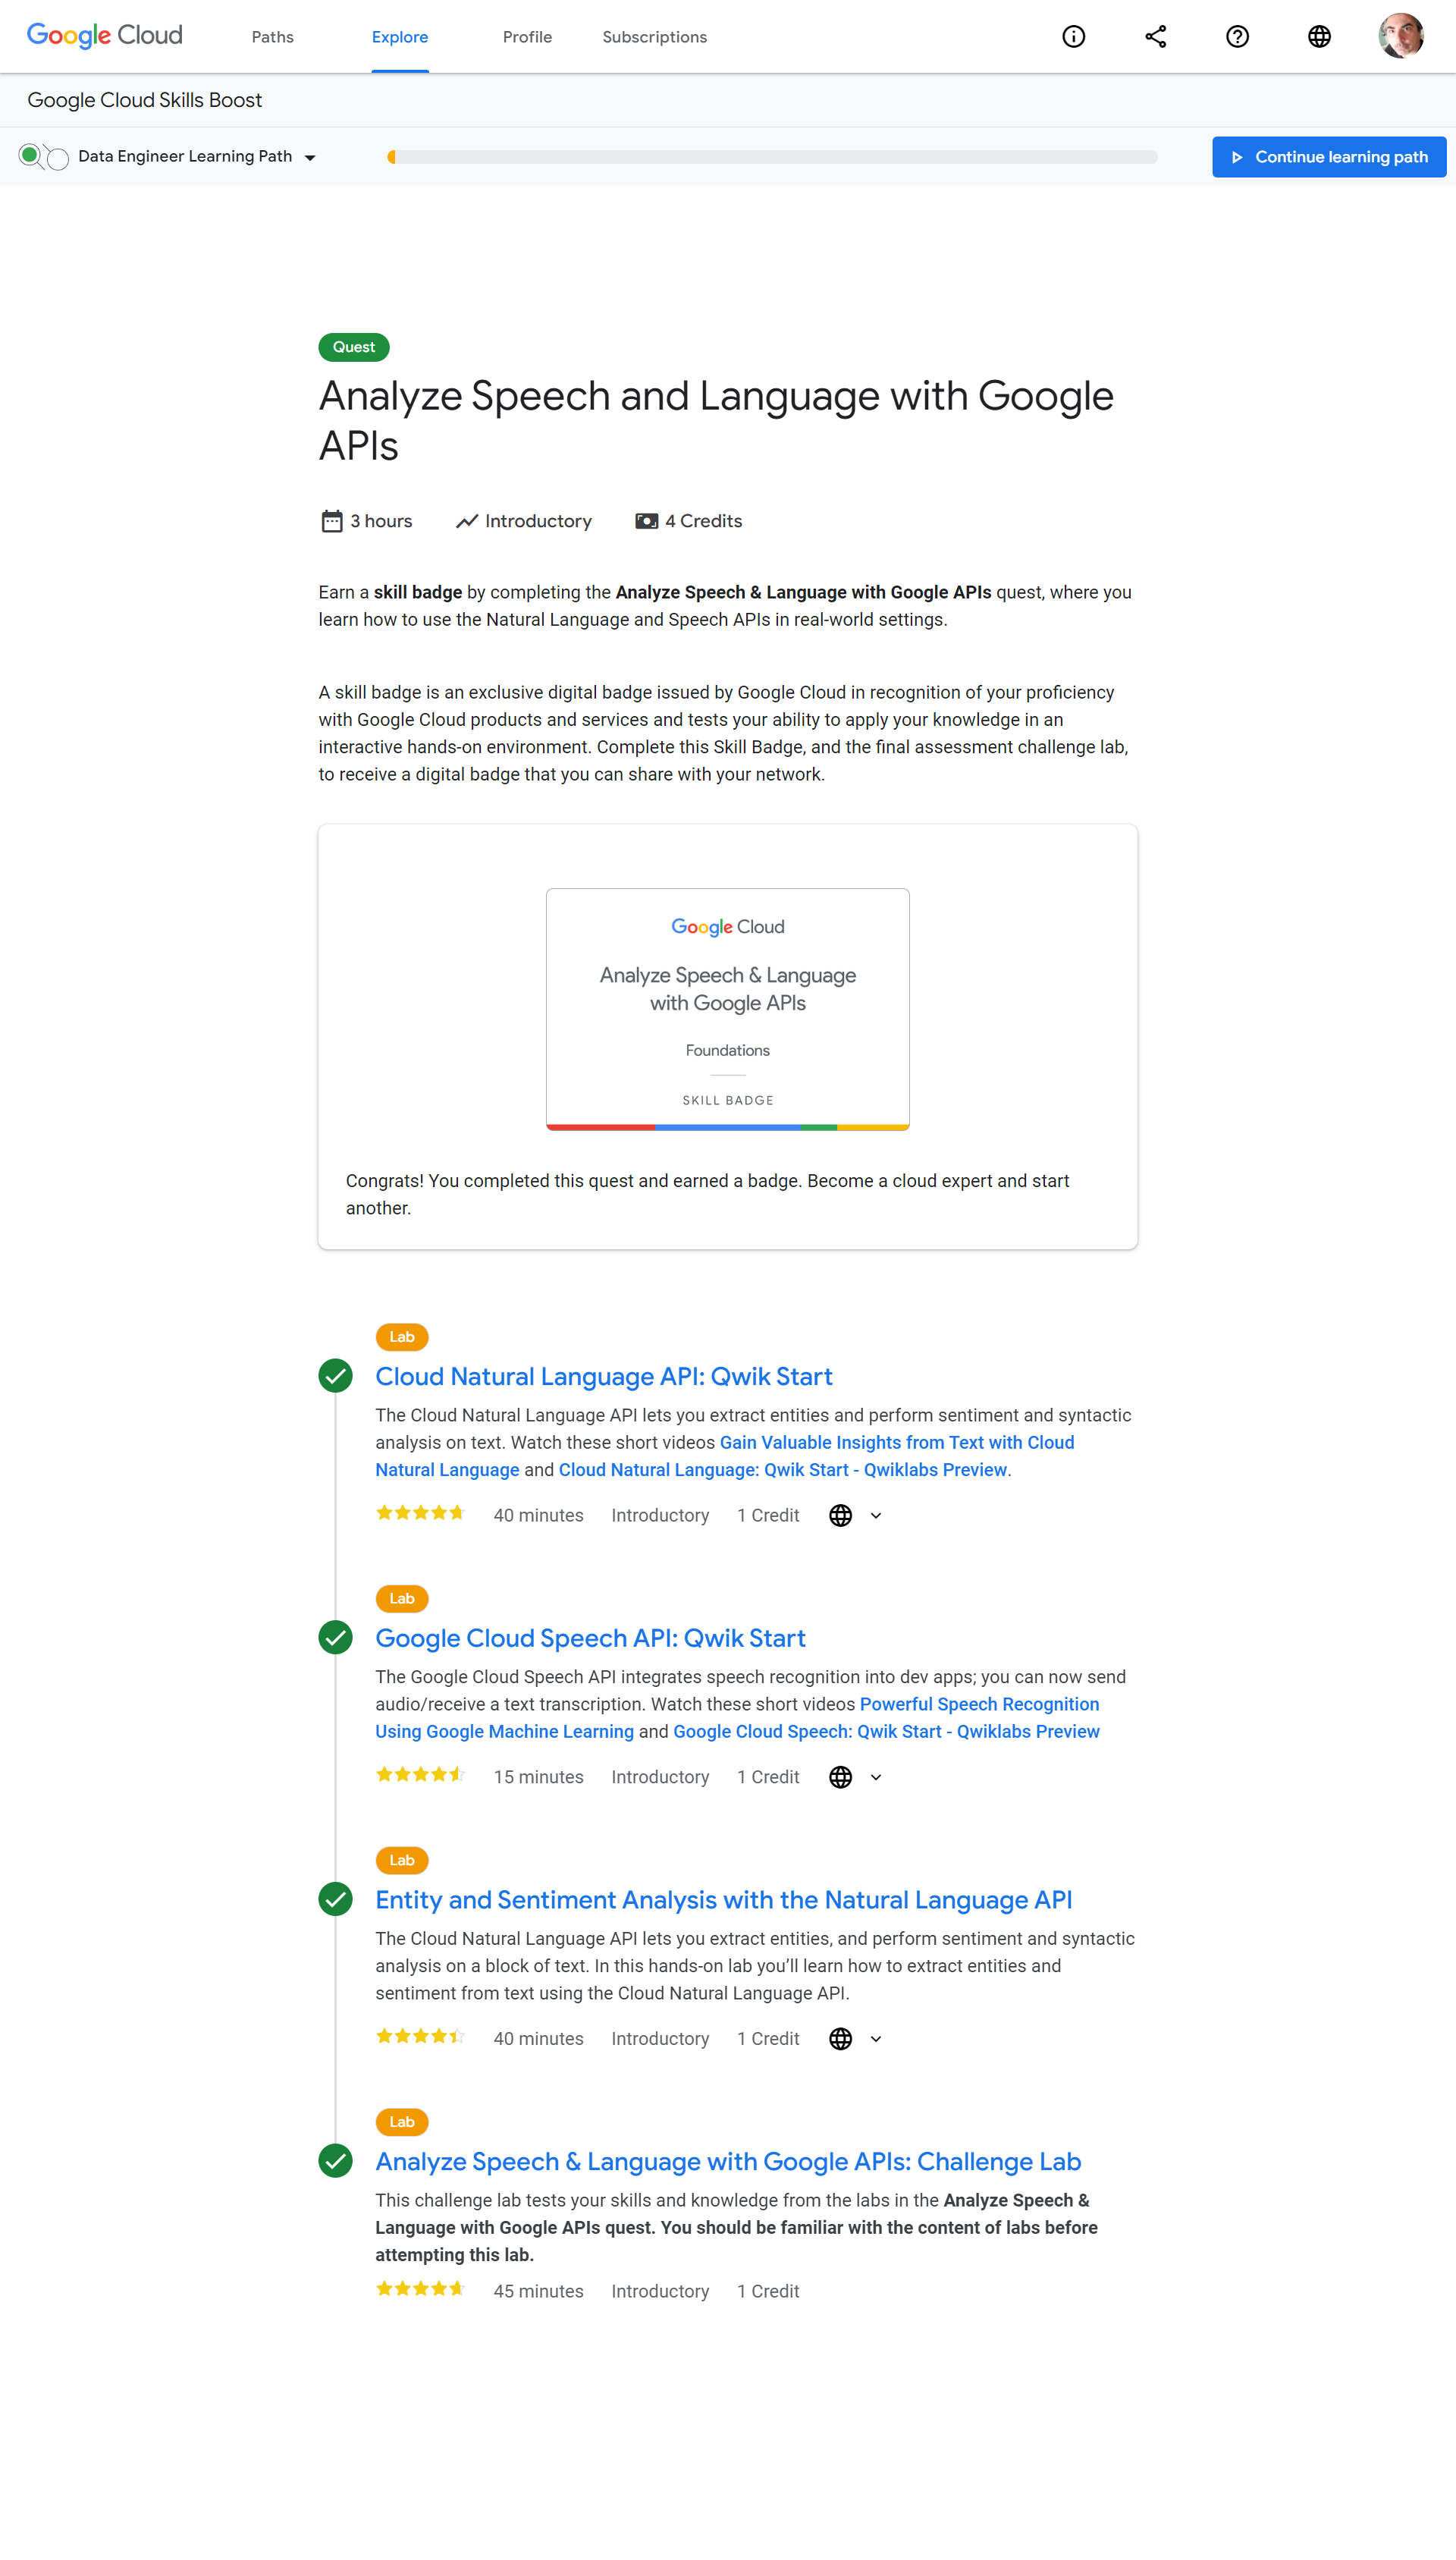 Google Cloud
Paths
Explore
Profile
Subscriptions
Google Cloud Skills Boost
Data Engineer Learning Path
Continue learning path
Quest
Analyze Speech and Language with Google
APIs
3 hours
Introductory
4 Credits
Earn a skill badge by completing the Analyze Speech & Language with Google APIs quest, where you
learn how to use the Natural Language and Speech APIs in real-world settings.
A skill badge is an exclusive digital badge issued by Google Cloud in recognition of your proficiency
with Google Cloud products and services and tests your ability to apply your knowledge in an
interactive hands-on environment. Complete this Skill Badge, and the final assessment challenge lab,
to receive a digital badge that you can share with your network.
Google Cloud
Analyze Speech & Language
with Google APIs
Foundations
SKILL BADGE
Congrats! You completed this quest and earned a badge. Become a cloud expert and start
another.
Lab
Cloud Natural Language API: Qwik Start
The Cloud Natural Language API lets you extract entities and perform sentiment and syntactic
analysis on text. Watch these short videos Gain Valuable Insights from Text with Cloud
Natural Language and Cloud Natural Language: Qwik Start - Qwiklabs Preview.
40 minutes Introductory 1 Credit
Lab
Google Cloud Speech API: Qwik Start
The Google Cloud Speech API integrates speech recognition into dev apps; you can now send
audio/receive a text transcription. Watch these short videos Powerful Speech Recognition
Using Google Machine Learning and Google Cloud Speech: Qwik Start - Qwiklabs Preview
15 minutes Introductory 1 Credit
Lab
Entity and Sentiment Analysis with the Natural Language API
The Cloud Natural Language API lets you extract entities, and perform sentiment and syntactic
analysis on a block of text. In this hands-on lab you’ll learn how to extract entities and
sentiment from text using the Cloud Natural Language API.
40 minutes Introductory 1 Credit
Lab
Analyze Speech & Language with Google APIs: Challenge Lab
This challenge lab tests your skills and knowledge from the labs in the Analyze Speech &
Language with Google APIs quest. You should be familiar with the content of labs before
attempting this lab.
45 minutes Introductory 1 Credit